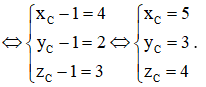 ⇔ { x_C − 1 = 4 ⇔ { x_C = 5
y_C − 1 = 2 y_C = 3 .
z_C − 1 = 3 z_C = 4